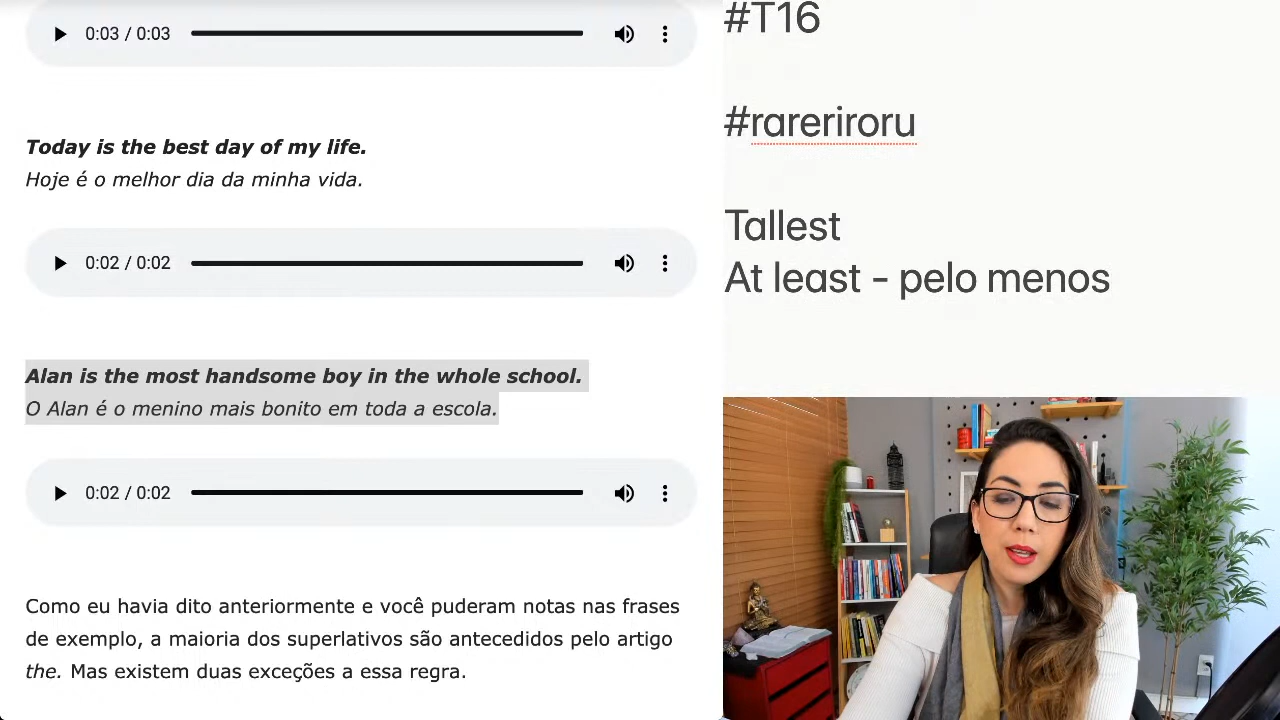 0:03 / 0:03
Today is the best day of my life.
Hoje é o melhor dia da minha vida.
0:02 / 0:02
Alan is the most handsome boy in the whole school.
O Alan é o menino mais bonito em toda a escola.
0:02 / 0:02
Como eu havia dito anteriormente e você puderam notas nas frases
de exemplo, a maioria dos superlativos são antecedidos pelo artigo
the. Mas existem duas exceções a essa regra.
#T16
#rareriroru
Tallest
At least - pelo menos